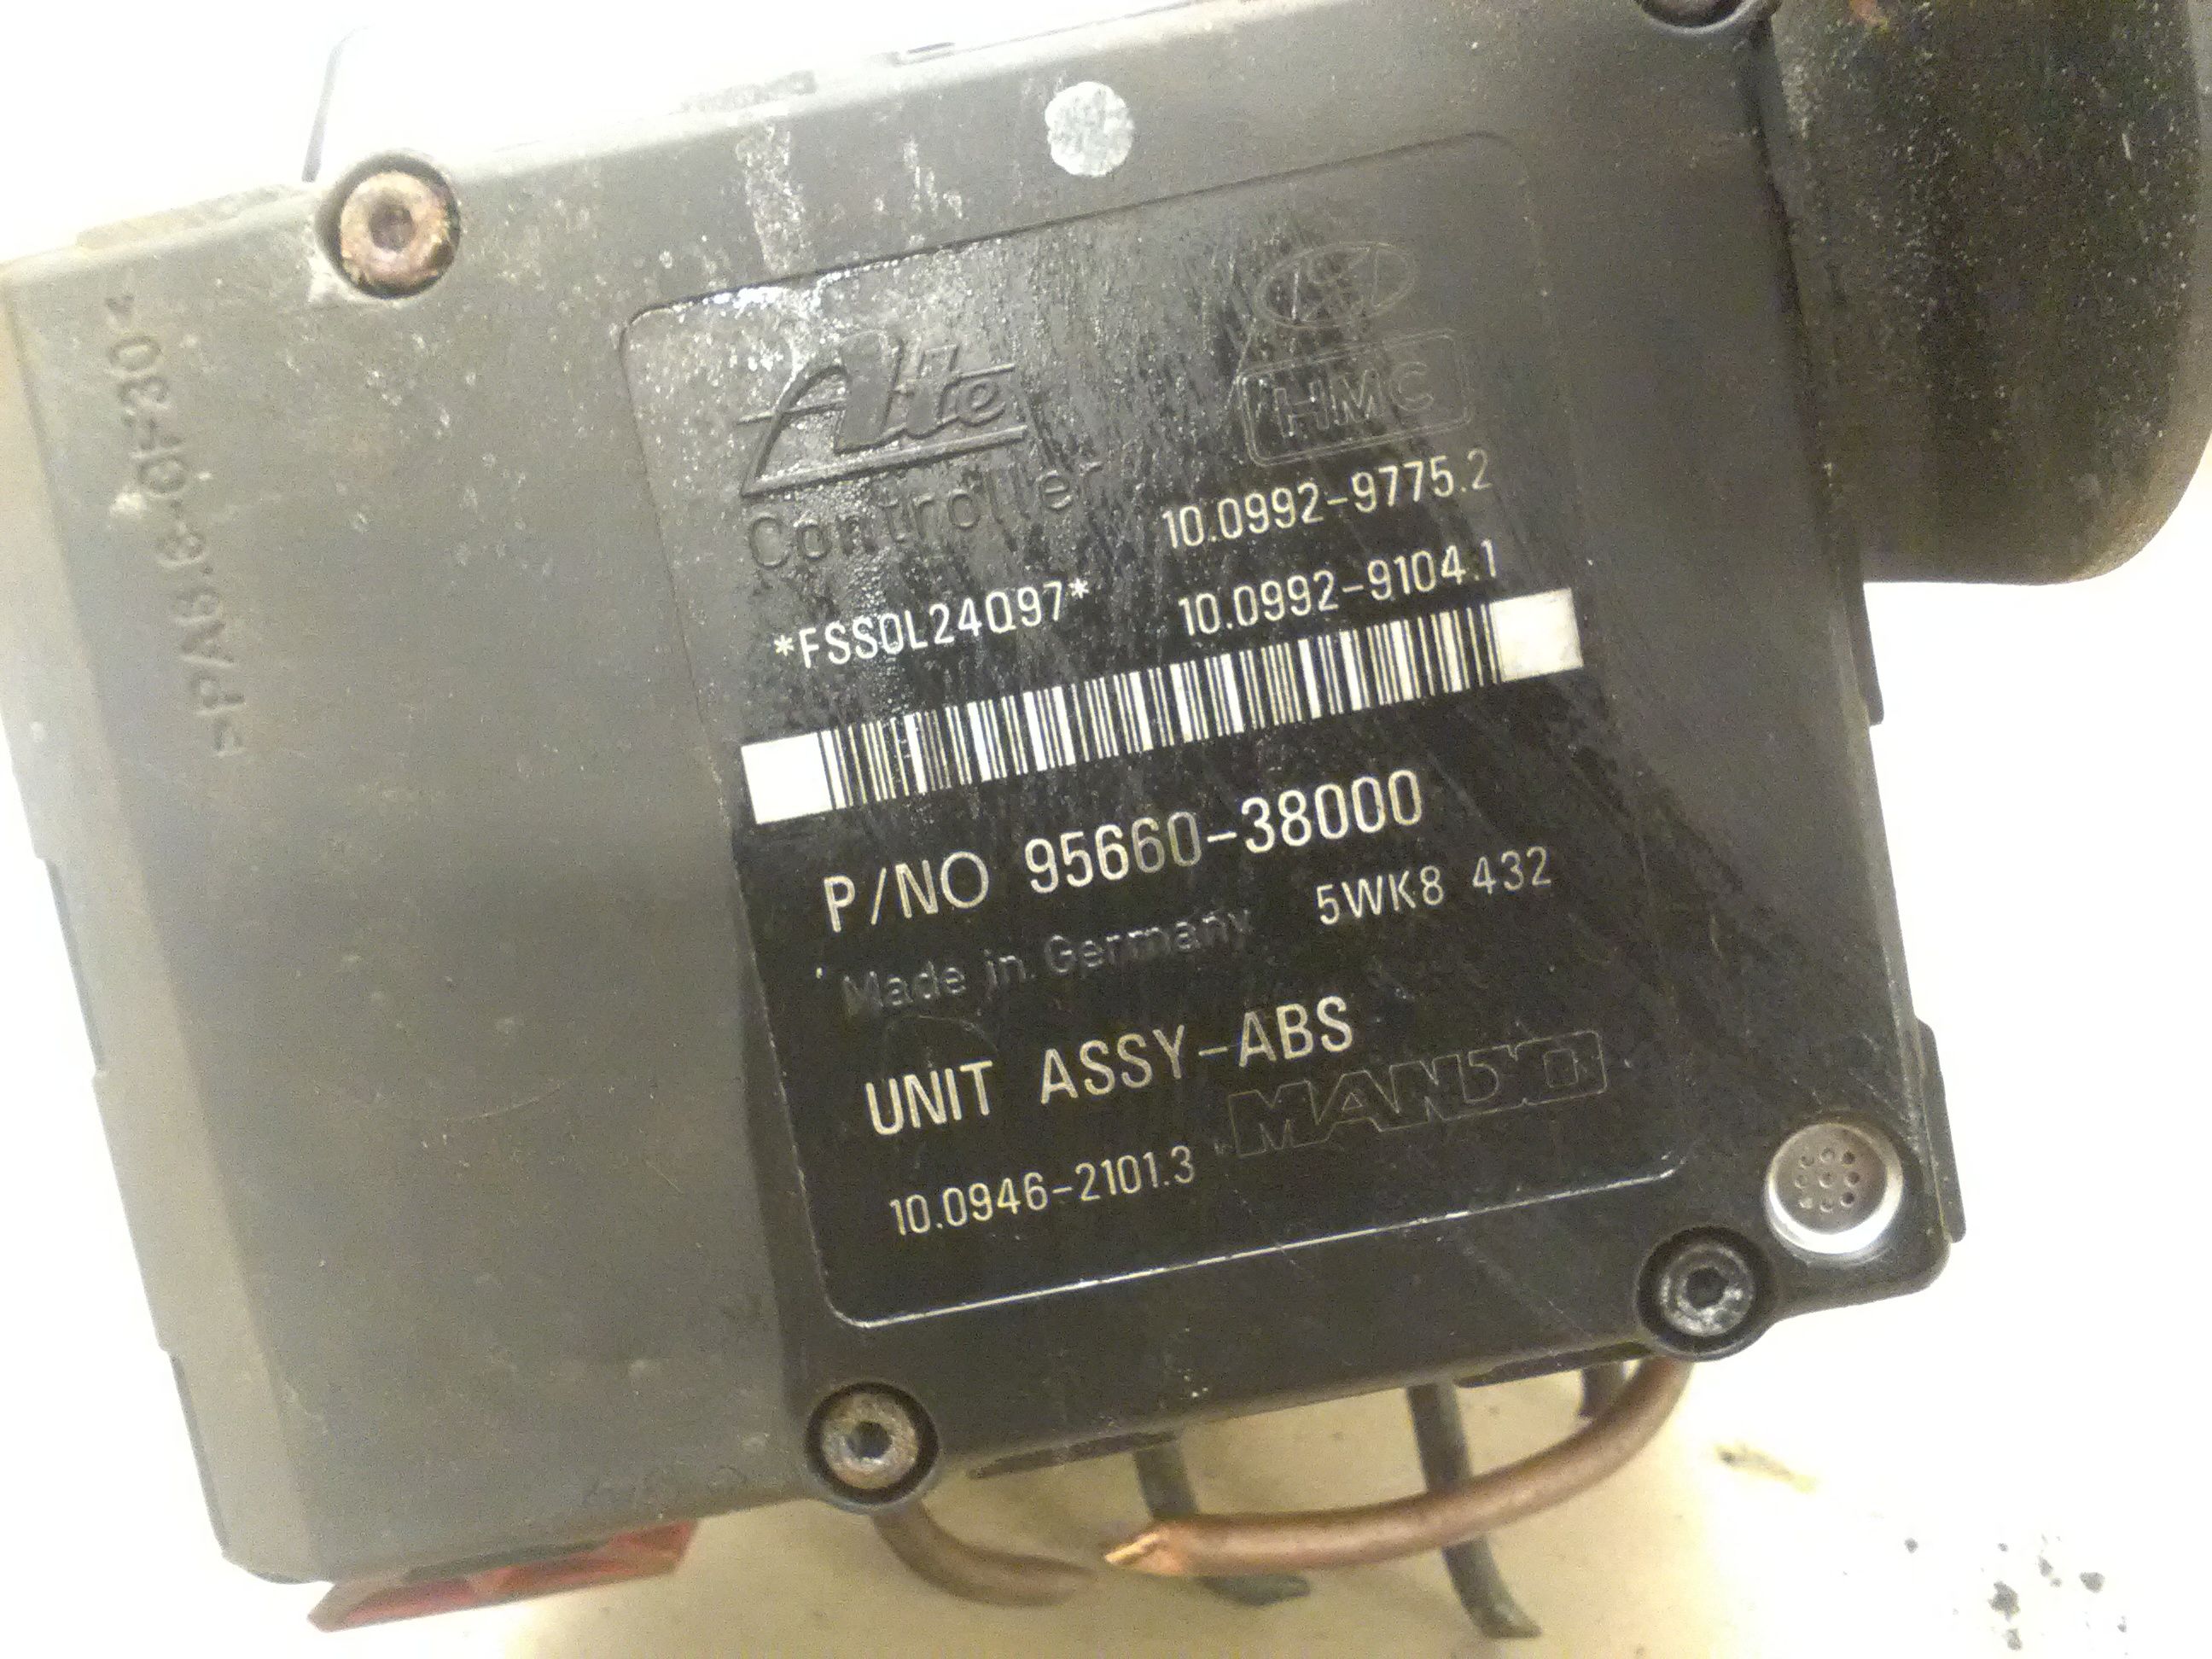 >PA6.6-GF30<
Ate
HMC
Controller
10.0992-9775.2
*FSS0L24Q97*
10.0992-9104.1
P/NO 95660-38000
Made in Germany
5WK8 432
UNIT ASSY-ABS
MANDO
10.0946-2101.3